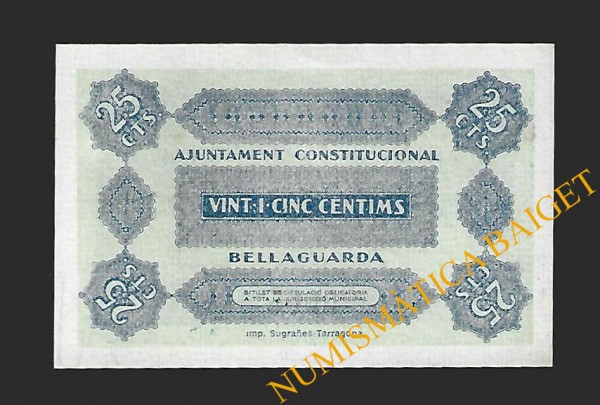 25 CTS
25 CTS
AJUNTAMENT CONSTITUCIONAL
VINT-I-CINC CENTIMS
BELLAGUARDA
BITLLET DE CIRCULACIÓ OBLIGATORIA
A TOTA LA JURISDICCIÓ MUNICIPAL
25 CTS
25 CTS
Imp. Sugrañes-Tarragona
NUMISMATICA BAIGET